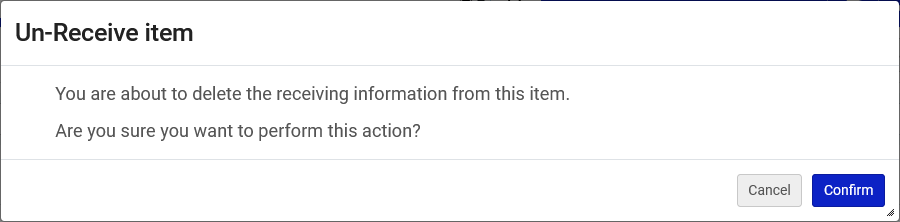 Un-Receive item
You are about to delete the receiving information from this item.
Are you sure you want to perform this action?
Cancel Confirm